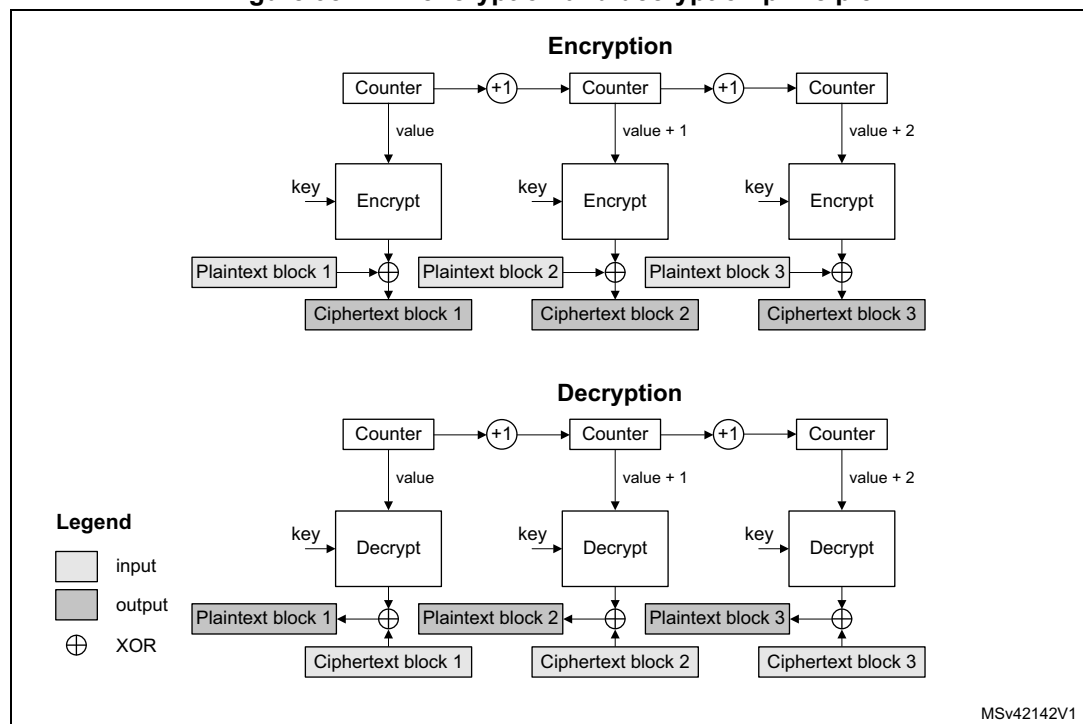 Encryption
Counter +1 Counter +1 Counter
value value + 1 value + 2
key Encrypt key Encrypt key Encrypt
Plaintext block 1 Plaintext block 2 Plaintext block 3
Ciphertext block 1 Ciphertext block 2 Ciphertext block 3
Decryption
Counter +1 Counter +1 Counter
value value + 1 value + 2
key Decrypt key Decrypt key Decrypt
Plaintext block 1 Plaintext block 2 Plaintext block 3
Ciphertext block 1 Ciphertext block 2 Ciphertext block 3
Legend
input
output
XOR
MSv42142V1